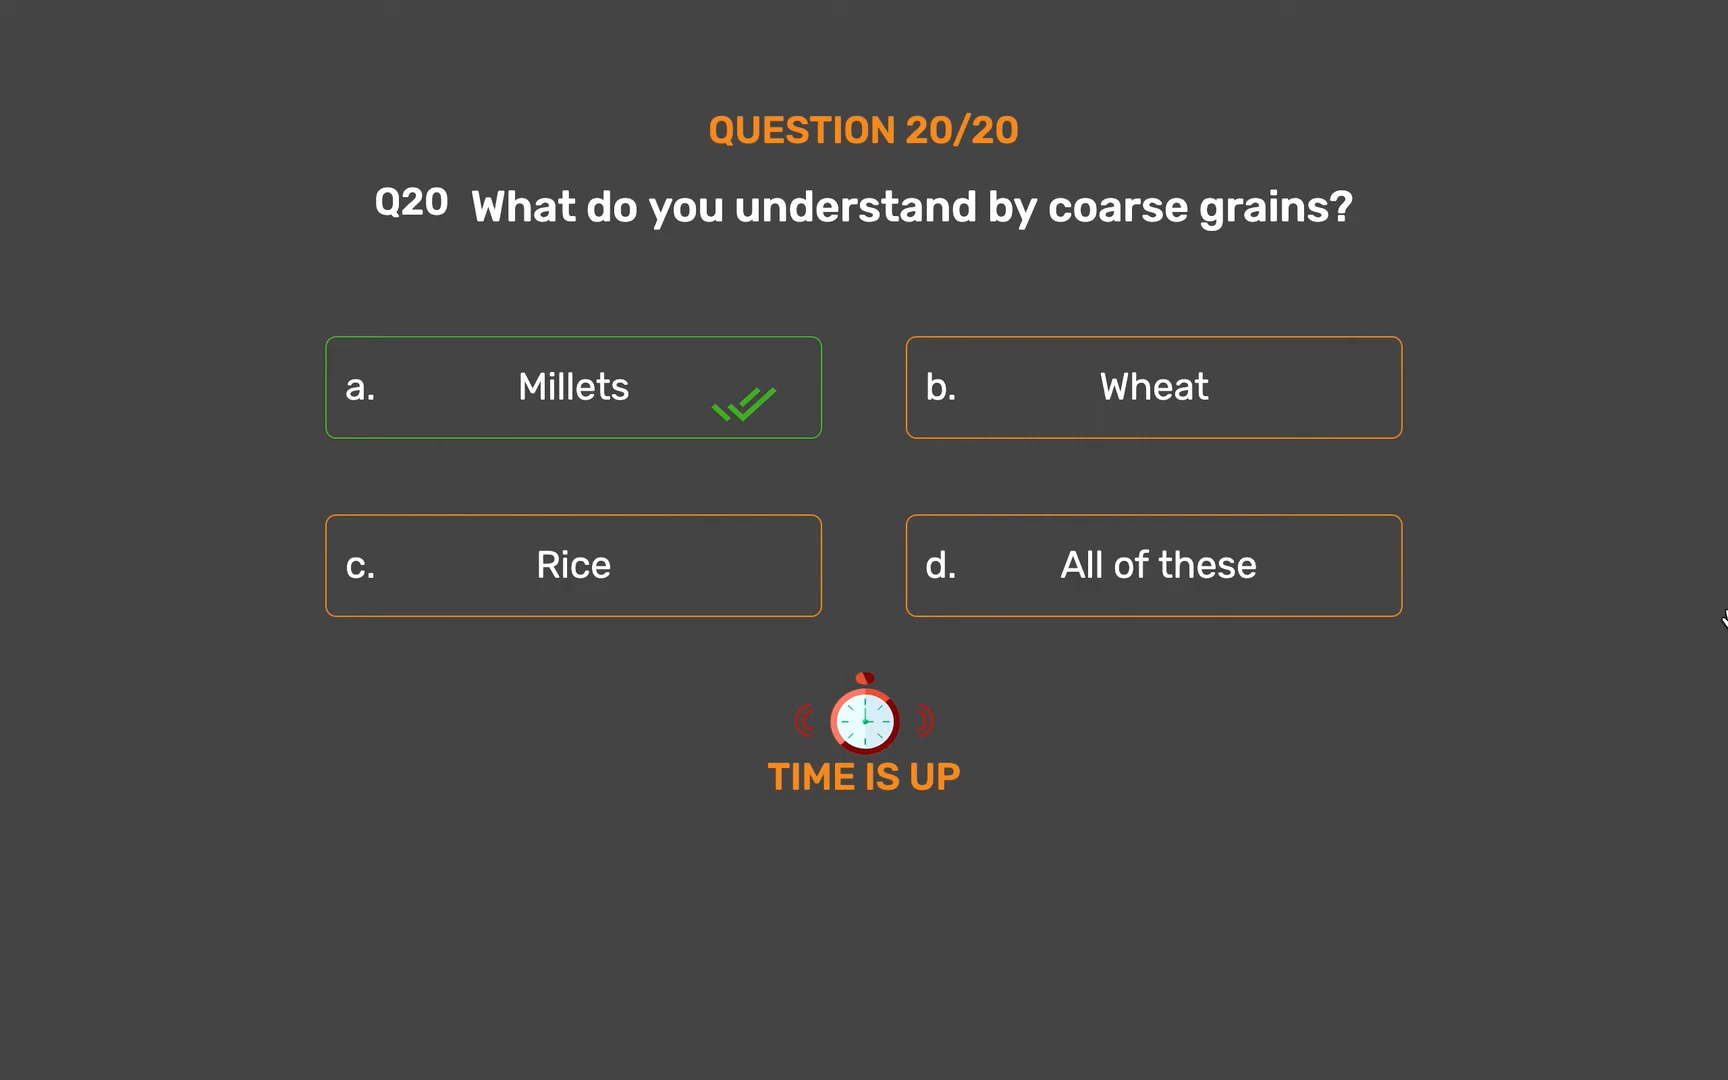 QUESTION 20/20
Q20 What do you understand by coarse grains?
a. Millets
b. Wheat
c. Rice
d. All of these
TIME IS UP